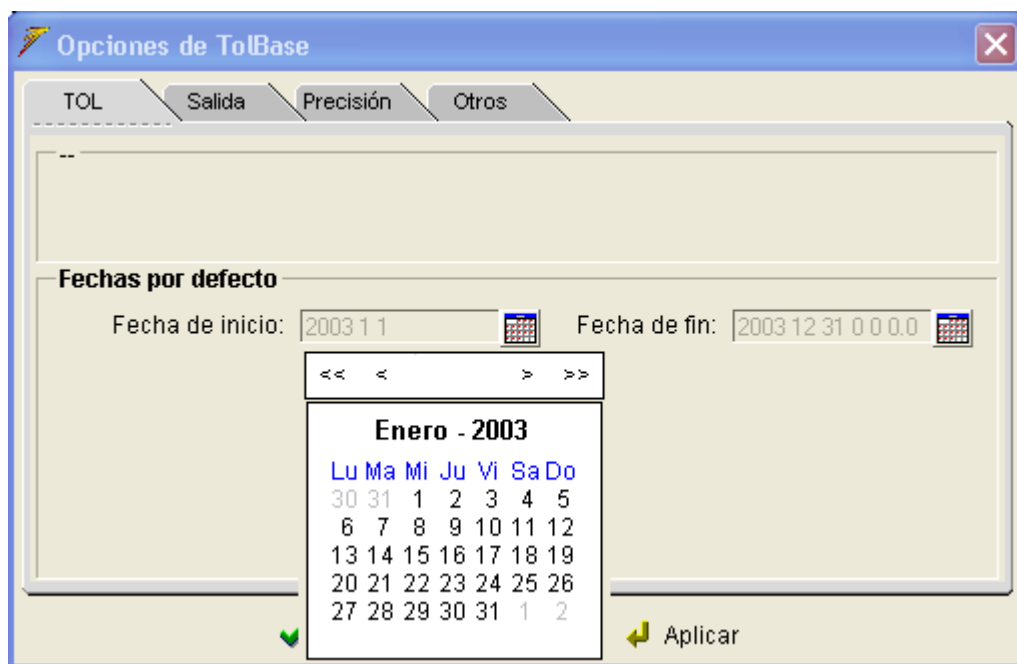 Opciones de TolBase
TOL Salida Precisión Otros
--
Fechas por defecto
Fecha de inicio: 2003 1 1 Fecha de fin: 2003 12 31 0 0 0.0
<< < > >>
Enero - 2003
Lu Ma Mi Ju Vi Sa Do
30 31 1 2 3 4 5
6 7 8 9 10 11 12
13 14 15 16 17 18 19
20 21 22 23 24 25 26
27 28 29 30 31 1 2
Aplicar